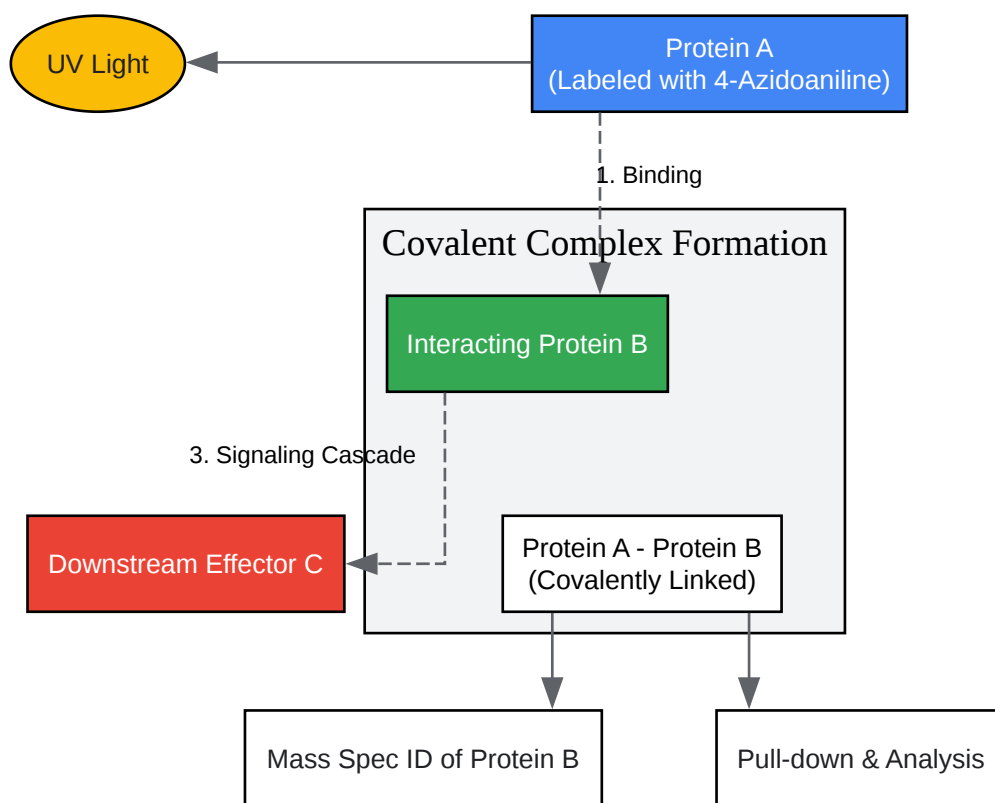 UV Light
Protein A
(Labeled with 4-Azidoaniline)
1. Binding
Covalent Complex Formation
Interacting Protein B
3. Signaling Cascade
Downstream Effector C
Protein A - Protein B
(Covalently Linked)
Mass Spec ID of Protein B
Pull-down & Analysis